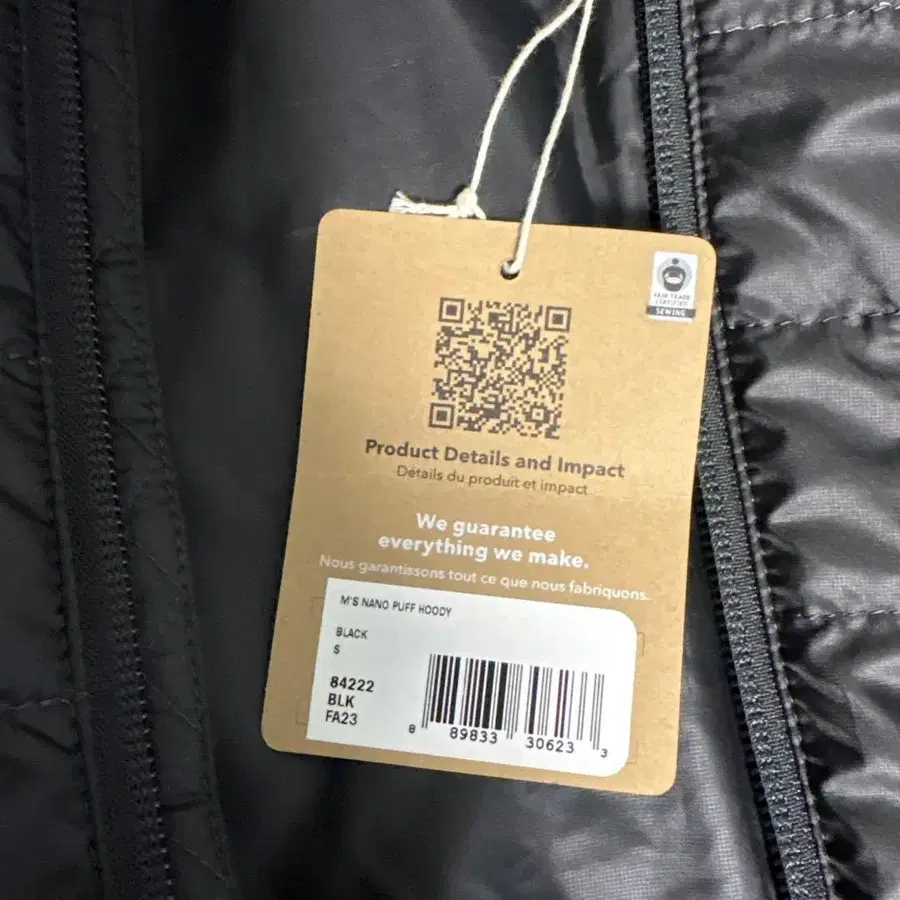 FAIR TRADE
CERTIFIED
SEWING
Product Details and Impact
Détails du produit et impact
We guarantee
everything we make.
Nous garantissons tout ce que nous fabriquons.
M'S NANO PUFF HOODY
BLACK
S
84222
BLK
FA23
8 89833 30623 3